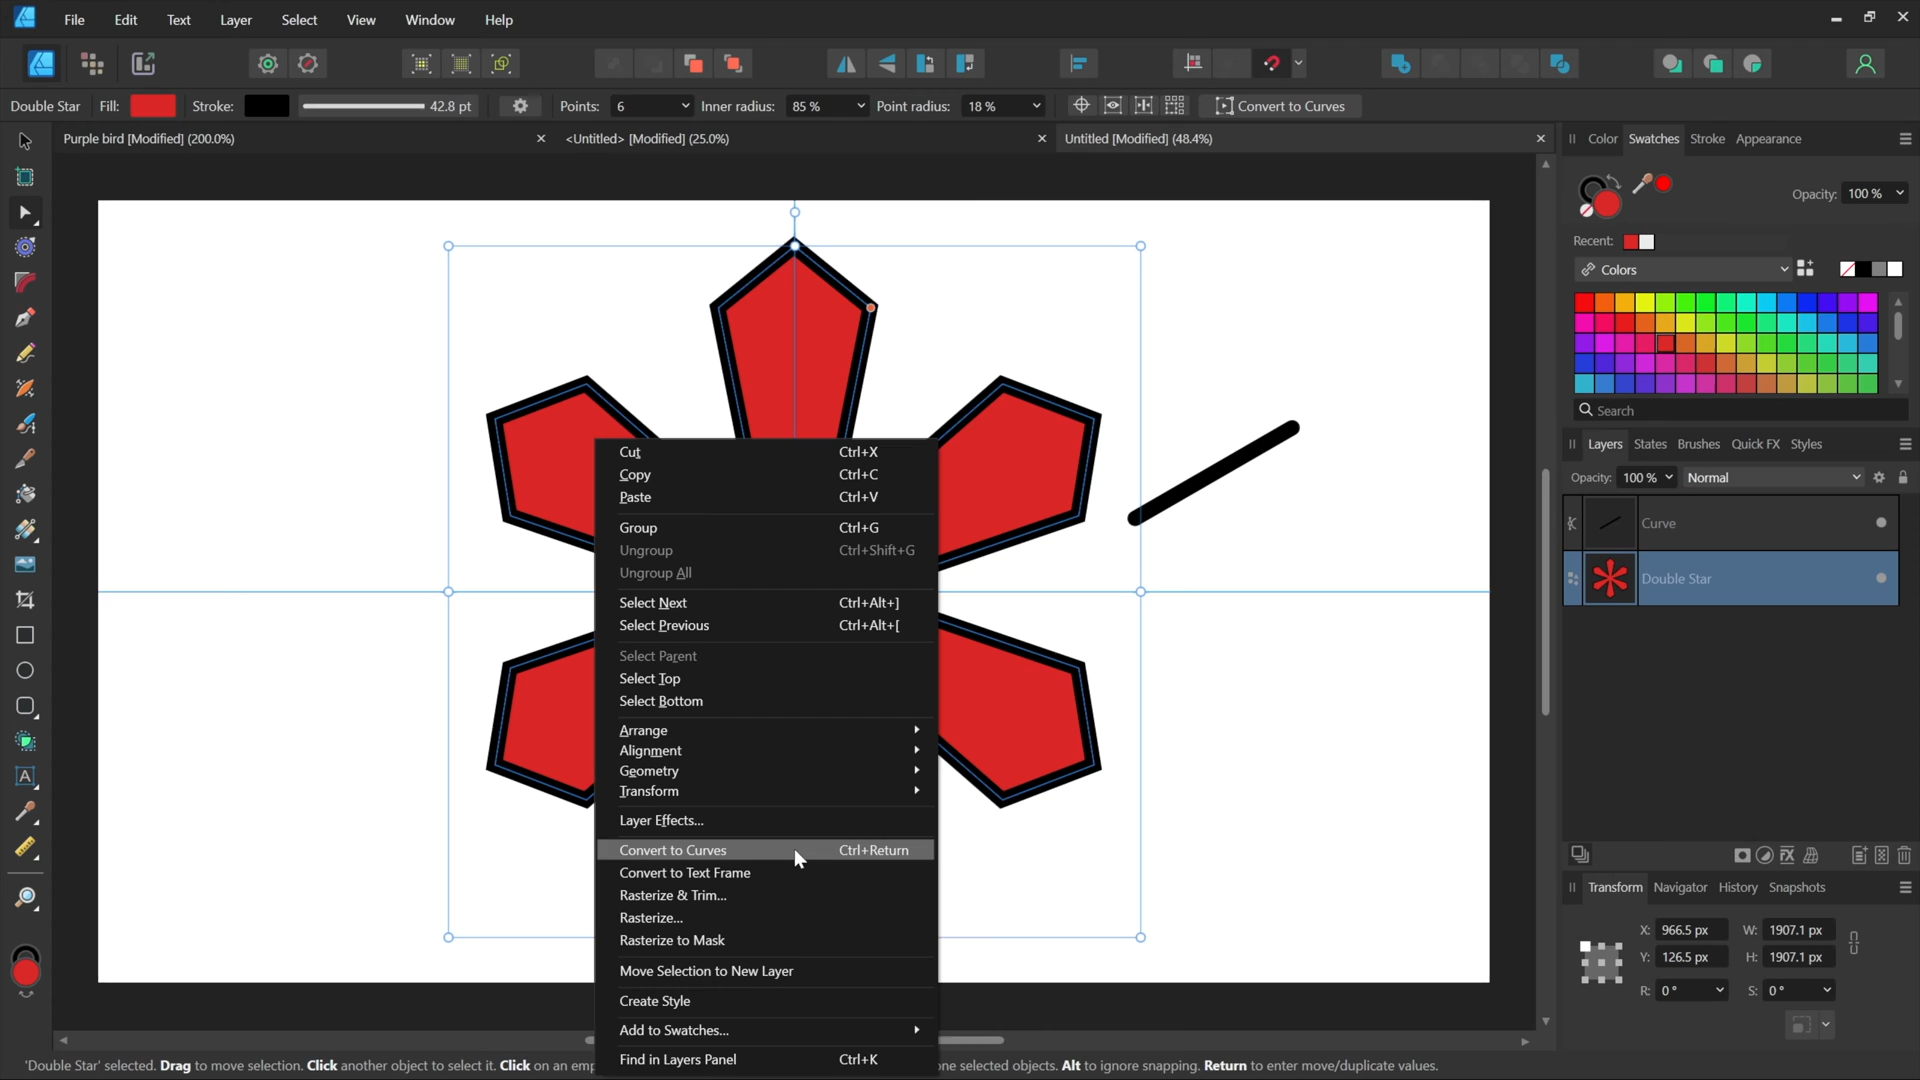 File Edit Text Layer Select View Window Help
Double Star Fill: Stroke: 42.8 pt Points: 6 Inner radius: 85 % Point radius: 18 % Convert to Curves
Purple bird [Modified] (200.0%) <Untitled> [Modified] (25.0%) Untitled [Modified] (48.4%)
Color Swatches Stroke Appearance
Opacity: 100 %
Recent:
Colors
Search
Layers States Brushes Quick FX Styles
Opacity: 100 % Normal
Curve
Double Star
Transform Navigator History Snapshots
X: 966.5 px W: 1907.1 px
Y: 126.5 px H: 1907.1 px
R: 0 ° S: 0 °
Cut Ctrl+X
Copy Ctrl+C
Paste Ctrl+V
Group Ctrl+G
Ungroup Ctrl+Shift+G
Ungroup All
Select Next Ctrl+Alt+]
Select Previous Ctrl+Alt+[
Select Parent
Select Top
Select Bottom
Arrange
Alignment
Geometry
Transform
Layer Effects...
Convert to Curves Ctrl+Return
Convert to Text Frame
Rasterize & Trim...
Rasterize...
Rasterize to Mask
Move Selection to New Layer
Create Style
Add to Swatches...
Find in Layers Panel Ctrl+K
'Double Star' selected. Drag to move selection. Click another object to select it. Click on an selected objects. Alt to ignore snapping. Return to enter move/duplicate values.